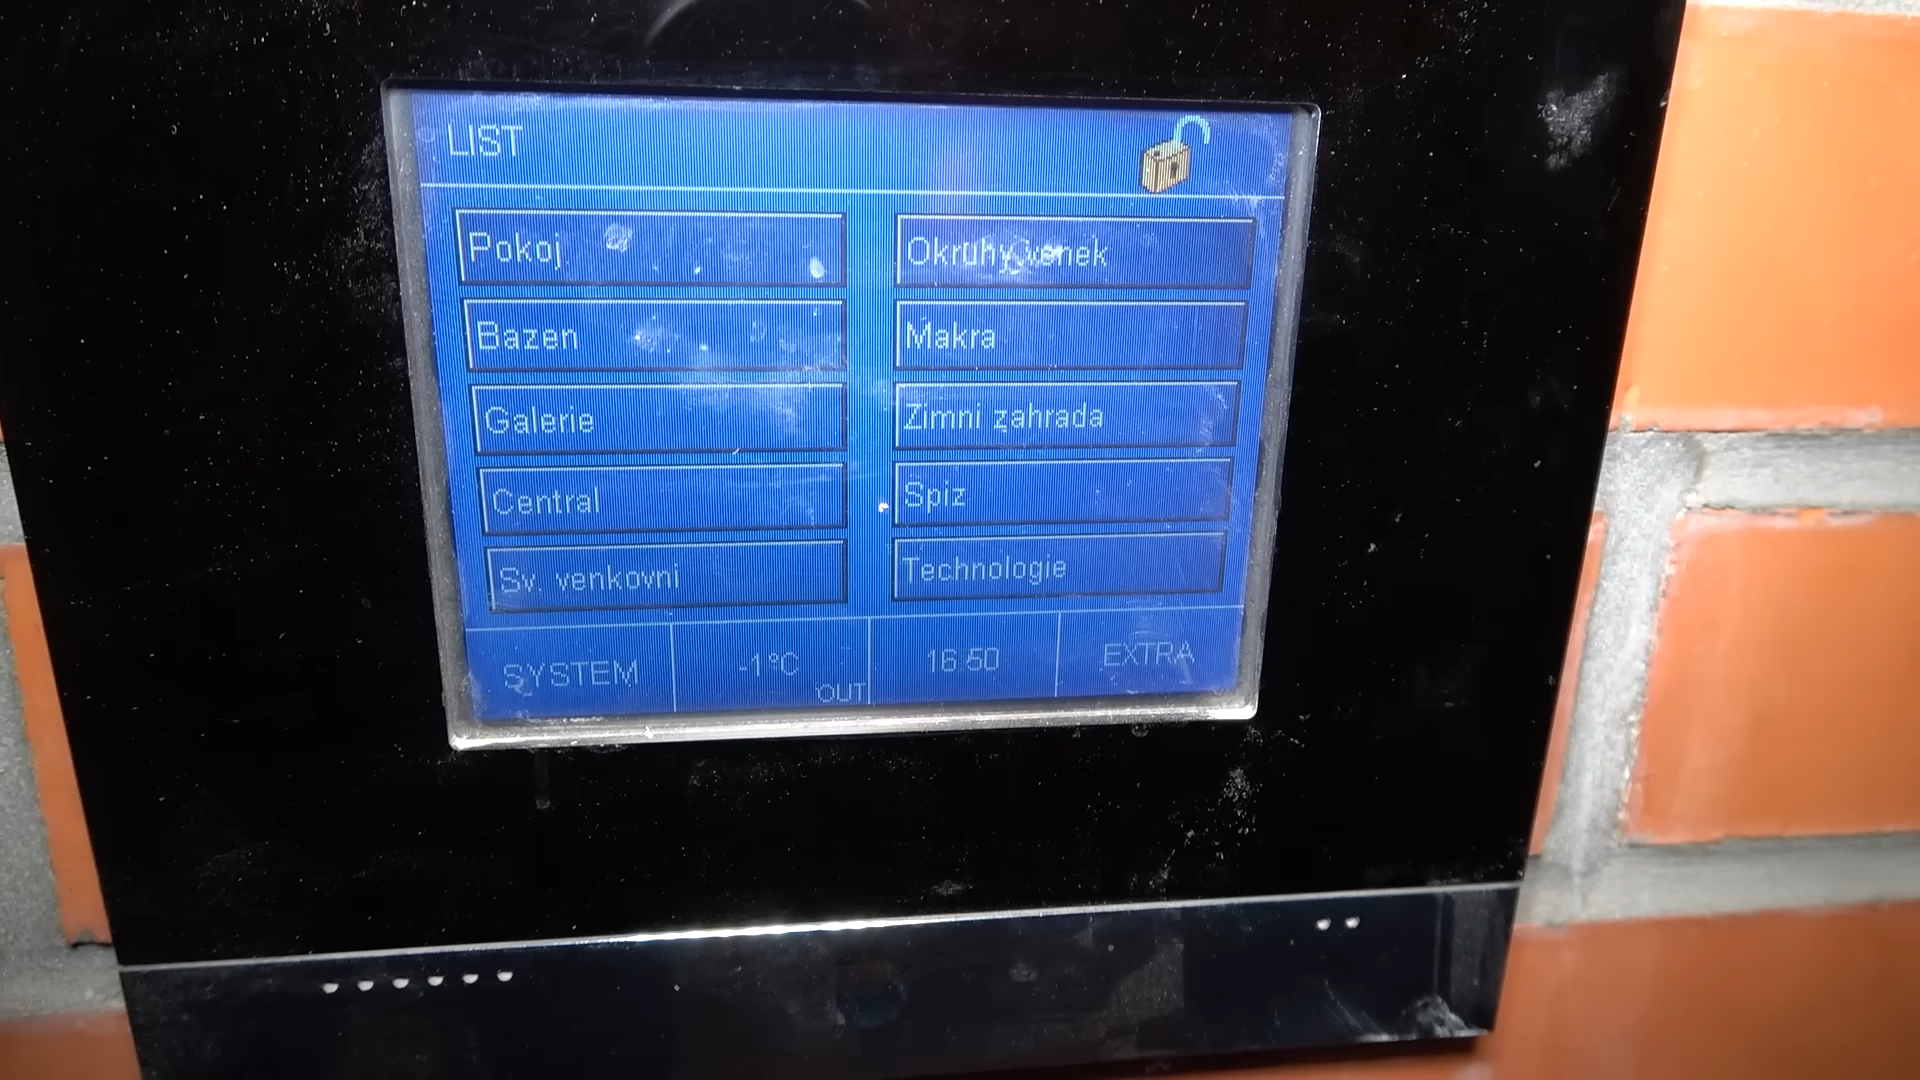 LIST
Pokoj
Okruhy venek
Bazen
Makra
Galerie
Zimni zahrada
Central
Spiz
Sv. venkovni
Technologie
SYSTEM
-1°C
OUT
16:50
EXTRA